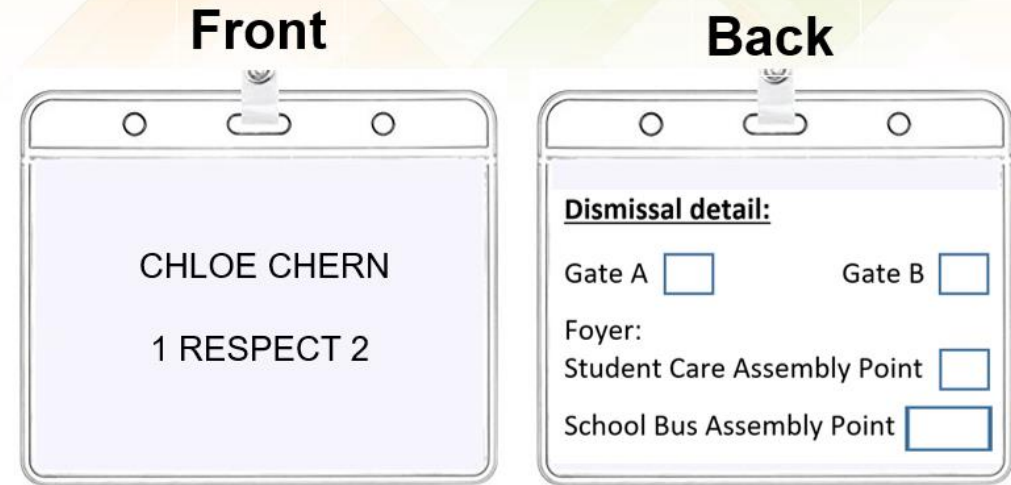 Front
Back
CHLOE CHERN
1 RESPECT 2
Dismissal detail:
Gate A
Gate B
Foyer:
Student Care Assembly Point
School Bus Assembly Point